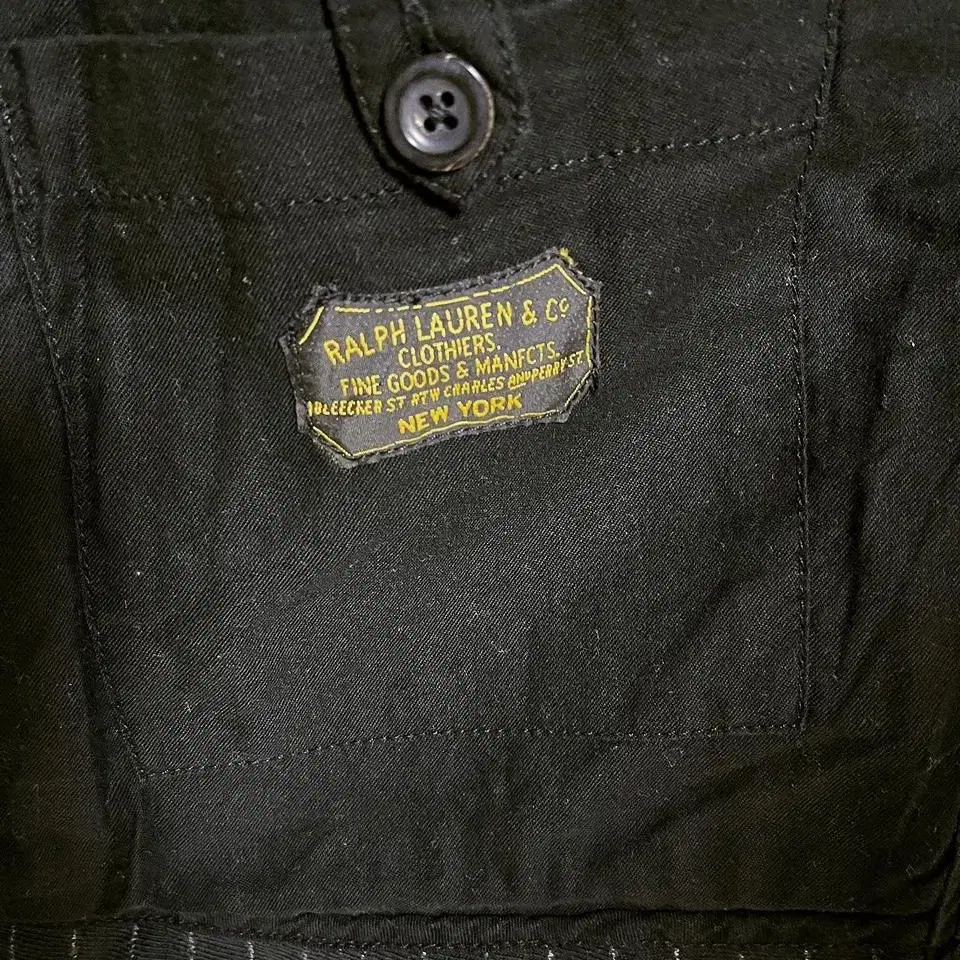 RALPH LAUREN & Cº
CLOTHIERS.
FINE GOODS & MANFCTS.
BLEECKER ST BTW CHARLES AND PERRY ST
NEW YORK